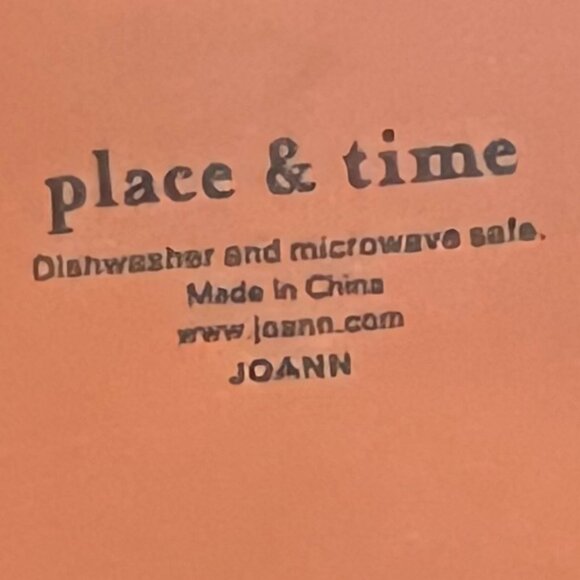 place & time
Dishwasher and microwave safe.
Made in China
www.joann.com
JOANN